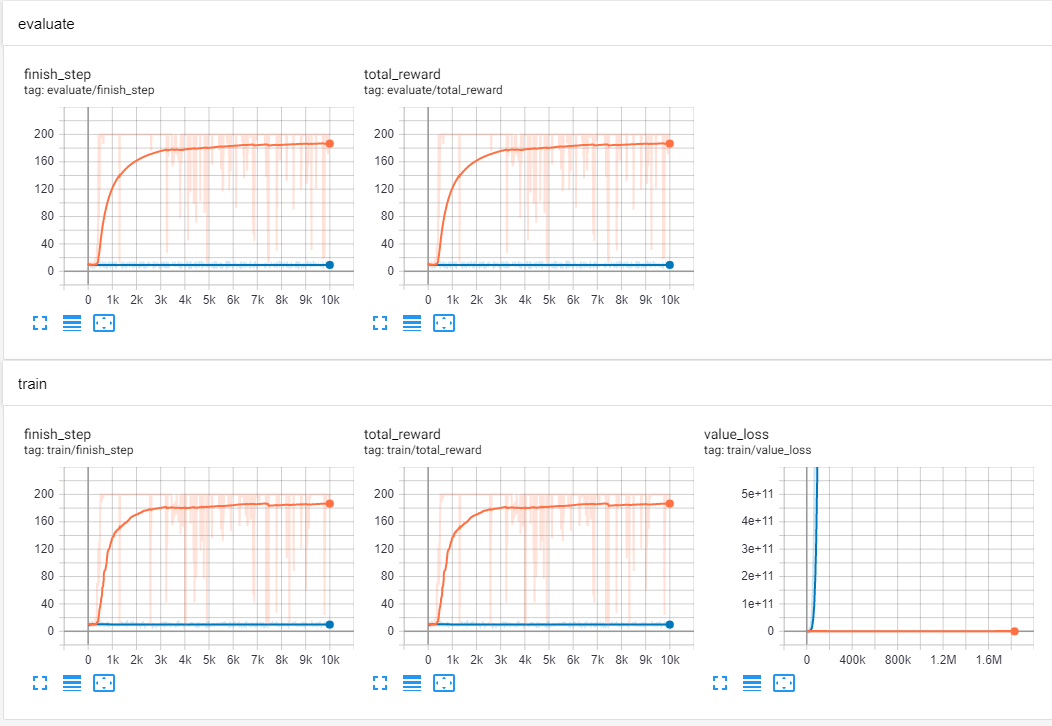 evaluate
finish_step
tag: evaluate/finish_step
200
160
120
80
40
0
0 1k 2k 3k 4k 5k 6k 7k 8k 9k 10k
total_reward
tag: evaluate/total_reward
200
160
120
80
40
0
0 1k 2k 3k 4k 5k 6k 7k 8k 9k 10k
train
finish_step
tag: train/finish_step
200
160
120
80
40
0
0 1k 2k 3k 4k 5k 6k 7k 8k 9k 10k
total_reward
tag: train/total_reward
200
160
120
80
40
0
0 1k 2k 3k 4k 5k 6k 7k 8k 9k 10k
value_loss
tag: train/value_loss
5e+11
4e+11
3e+11
2e+11
1e+11
0
0 400k 800k 1.2M 1.6M